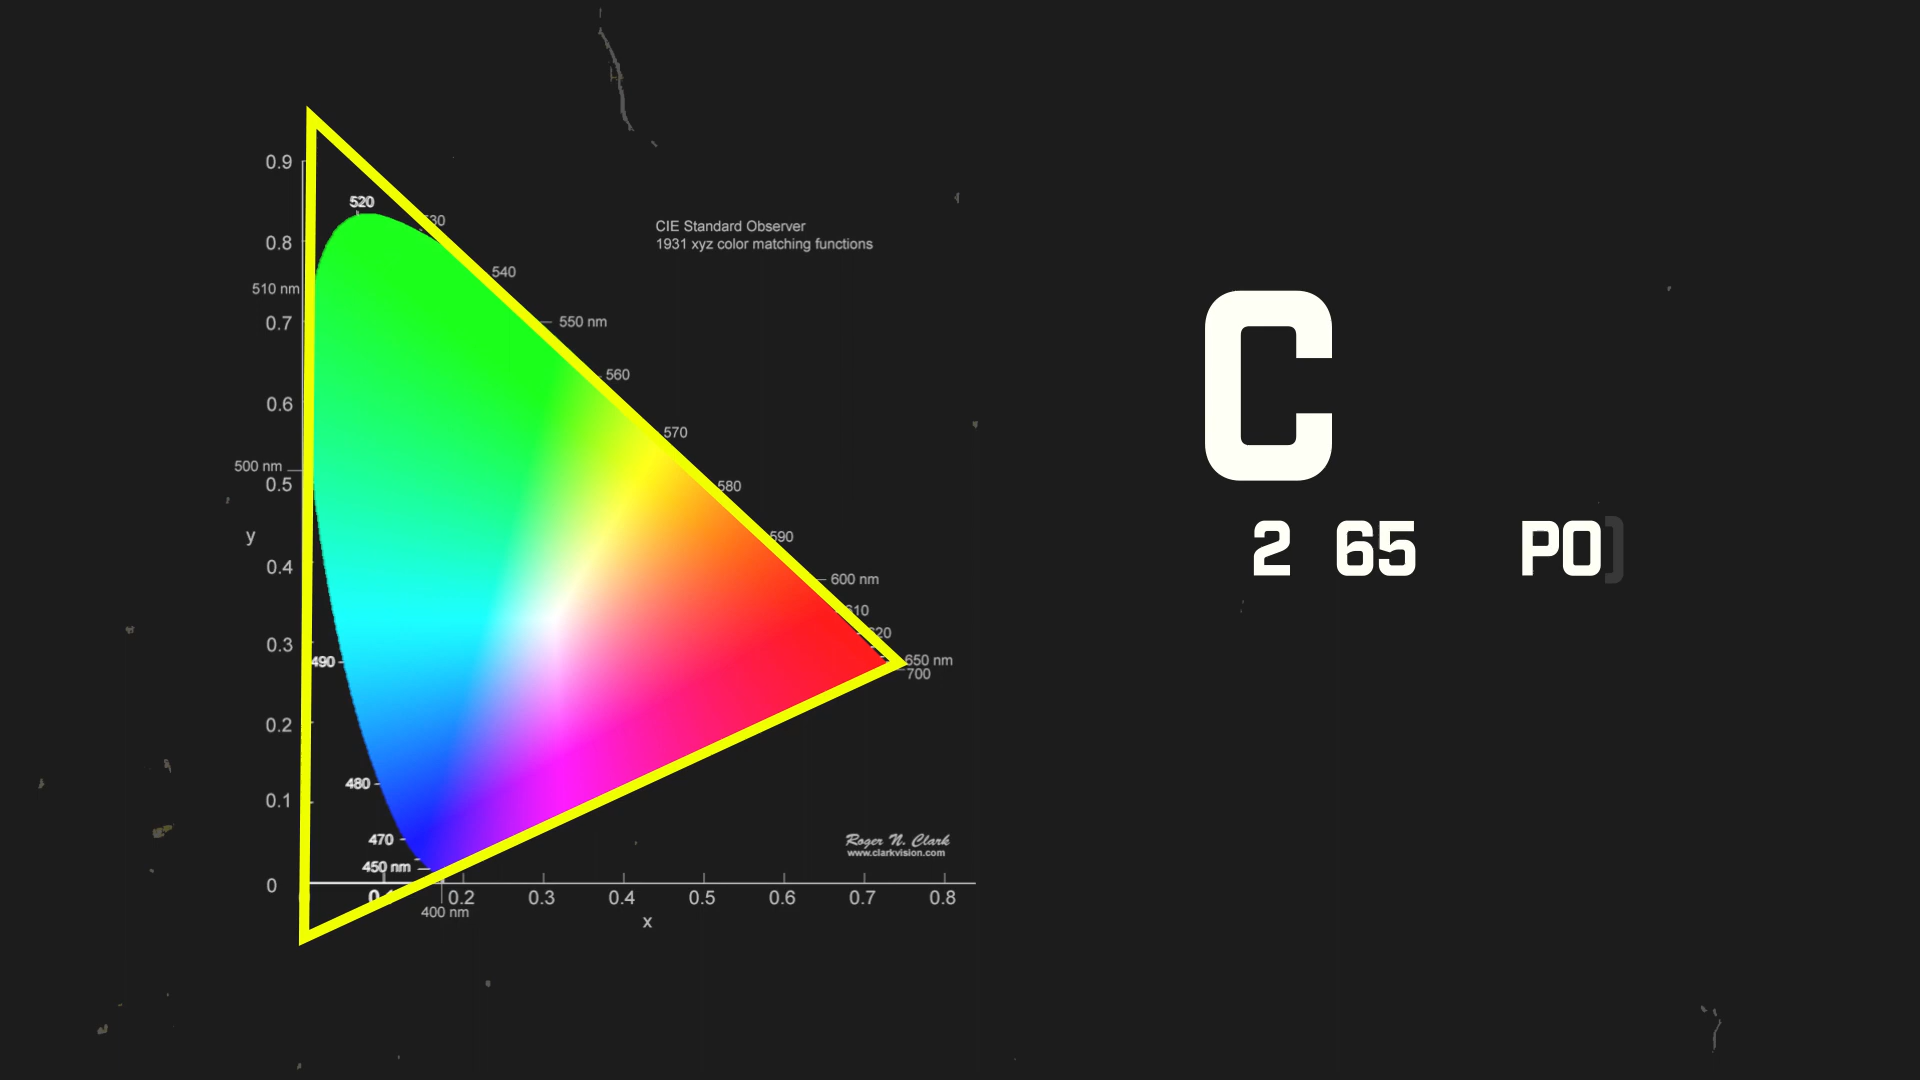 0.9
520
530
CIE Standard Observer
0.8
1931 xyz color matching functions
540
510 nm
0.7
550 nm
560
0.6
570
C
500 nm
0.5
580
2 65 PO)
y
590
0.4
600 nm
610
620
0.3
490
650 nm
700
0.2
480
0.1
470
Roger N. Clark
www.clarkvision.com
450 nm
0
0.2
0.3
0.4
0.5
0.6
0.7
0.8
400 nm
x